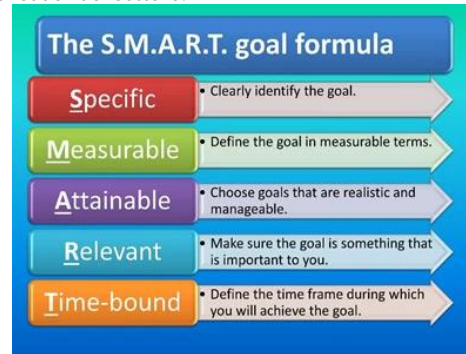 The S.M.A.R.T. goal formula
Specific
• Clearly identify the goal.
Measurable
• Define the goal in measurable terms.
Attainable
• Choose goals that are realistic and
manageable.
Relevant
• Make sure the goal is something that
is important to you.
Time-bound
• Define the time frame during which
you will achieve the goal.